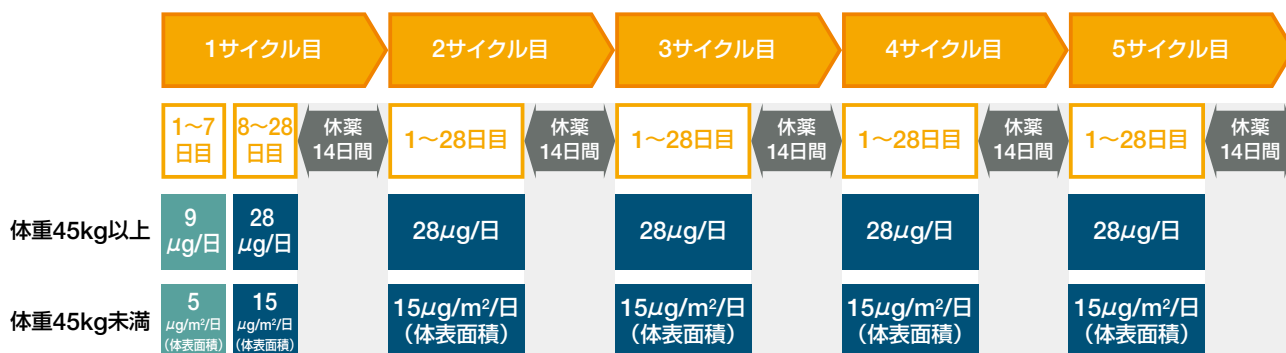 1サイクル目
2サイクル目
3サイクル目
4サイクル目
5サイクル目
1〜7
日目
8〜28
日目
休薬
14日間
1〜28日目
休薬
14日間
1〜28日目
休薬
14日間
1〜28日目
休薬
14日間
1〜28日目
休薬
14日間
体重45kg以上
9
μg/日
28
μg/日
28μg/日
28μg/日
28μg/日
28μg/日
体重45kg未満
5
μg/m²/日
(体表面積)
15
μg/m²/日
(体表面積)
15μg/m²/日
(体表面積)
15μg/m²/日
(体表面積)
15μg/m²/日
(体表面積)
15μg/m²/日
(体表面積)